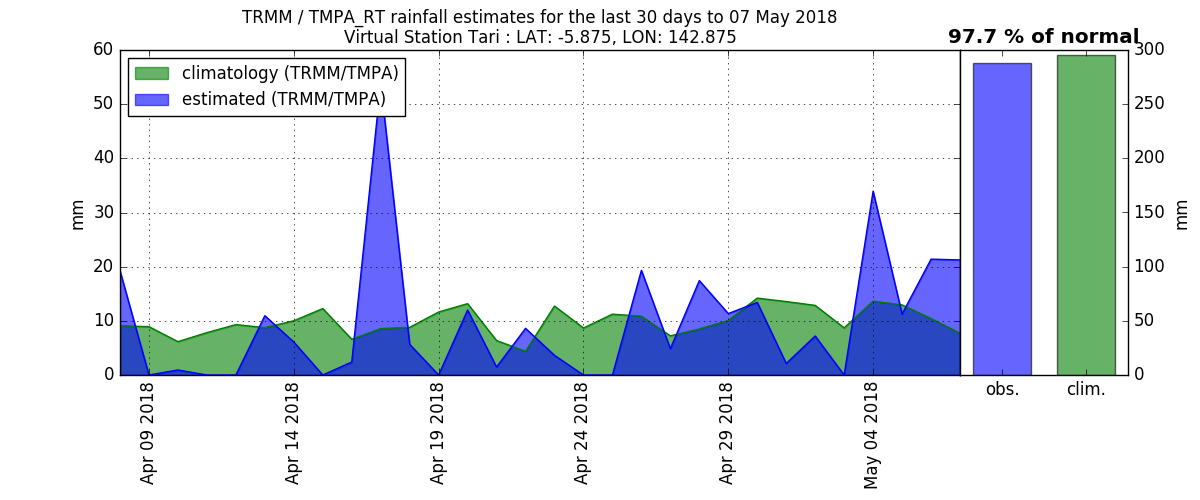 TRMM / TMPA_RT rainfall estimates for the last 30 days to 07 May 2018
Virtual Station Tari : LAT: -5.875, LON: 142.875
97.7 % of normal
climatology (TRMM/TMPA)
estimated (TRMM/TMPA)
60
50
40
30
20
10
0
mm
Apr 09 2018
Apr 14 2018
Apr 19 2018
Apr 24 2018
Apr 29 2018
May 04 2018
300
250
200
150
100
50
0
mm
obs.
clim.